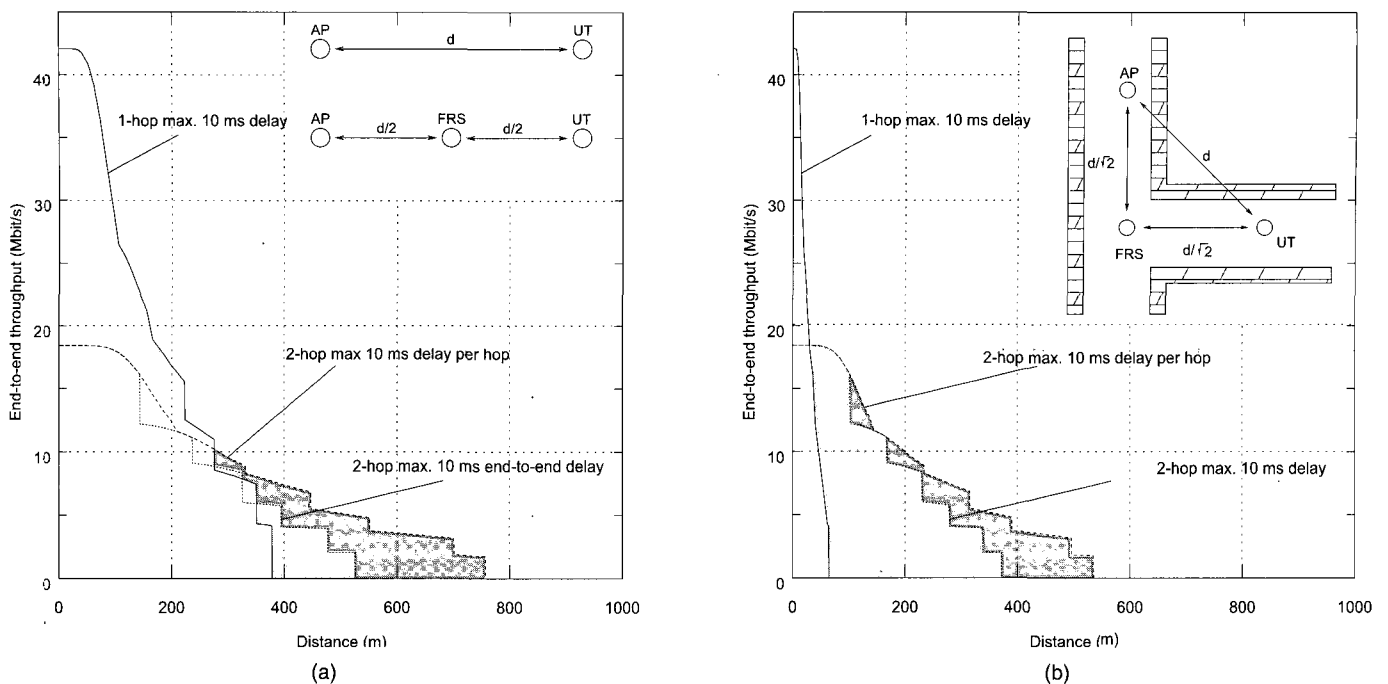 AP
UT
d
AP
FRS
UT
d/2
d/2
1-hop max. 10 ms delay
2-hop max 10 ms delay per hop
2-hop max. 10 ms end-to-end delay
End-to-end throughput (Mbit/s)
40
30
20
10
0
0
200
400
600
800
1000
Distance (m)
(a)
AP
d
d/√2
FRS
d/√2
UT
1-hop max. 10 ms delay
2-hop max. 10 ms delay per hop
2-hop max. 10 ms delay
End-to-end throughput (Mbit/s)
40
30
20
10
0
0
200
400
600
800
1000
Distance (m)
(b)